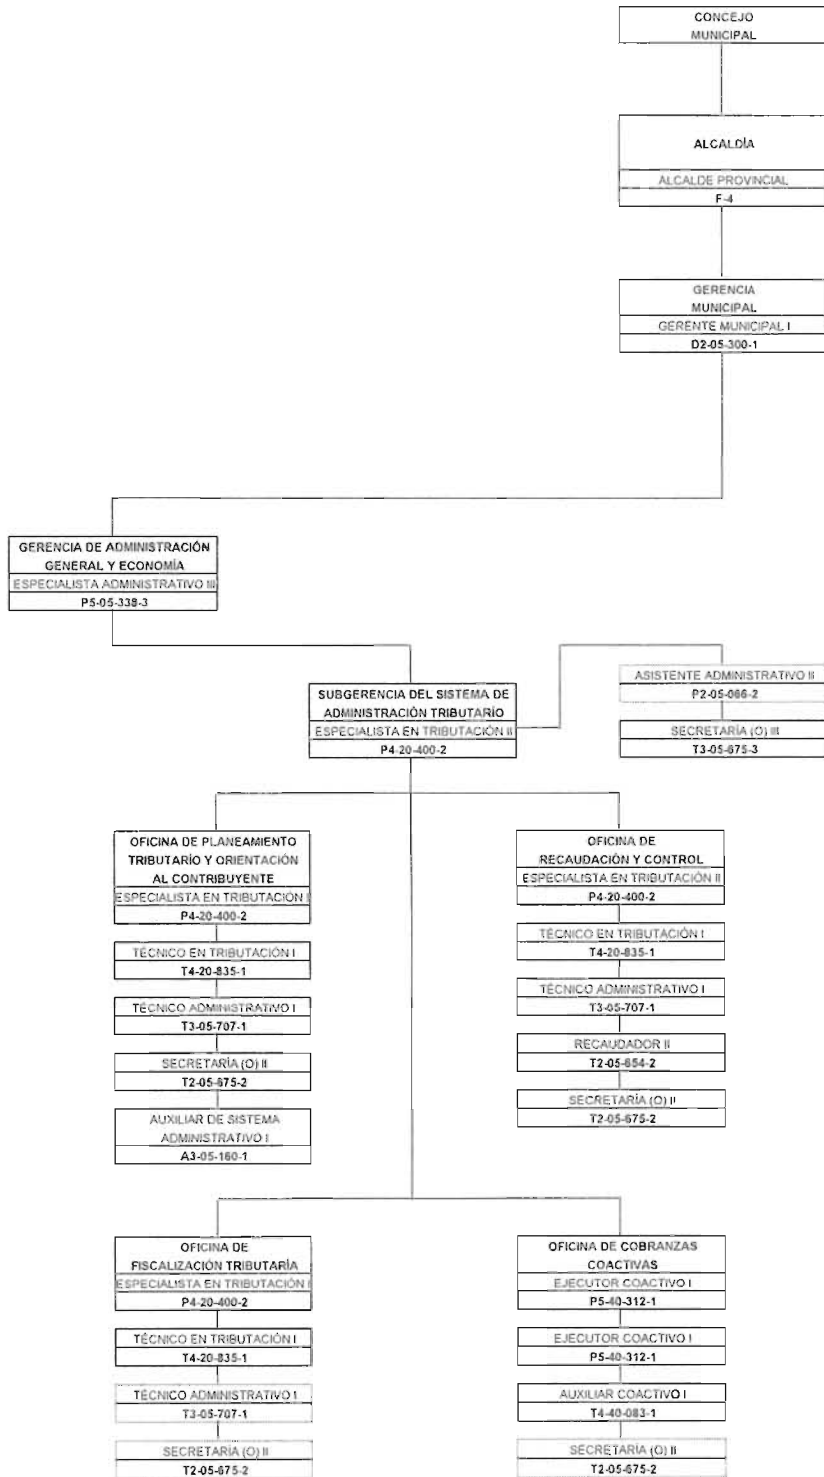 CONCEJO
MUNICIPAL
ALCALDÍA
ALCALDE PROVINCIAL
F-4
GERENCIA
MUNICIPAL
GERENTE MUNICIPAL I
D2-05-300-1
GERENCIA DE ADMINISTRACIÓN
GENERAL Y ECONOMÍA
ESPECIALISTA ADMINISTRATIVO III
P5-05-338-3
SUBGERENCIA DEL SISTEMA DE
ADMINISTRACIÓN TRIBUTARÍO
ESPECIALISTA EN TRIBUTACIÓN II
P4-20-400-2
ASISTENTE ADMINISTRATIVO II
P2-05-066-2
SECRETARÍA (O) III
T3-05-675-3
OFICINA DE PLANEAMIENTO
TRIBUTARÍO Y ORIENTACIÓN
AL CONTRIBUYENTE
ESPECIALISTA EN TRIBUTACIÓN I
P4-20-400-2
TÉCNICO EN TRIBUTACIÓN I
T4-20-835-1
TÉCNICO ADMINISTRATIVO I
T3-05-707-1
SECRETARÍA (O) II
T2-05-675-2
AUXILIAR DE SISTEMA
ADMINISTRATIVO I
A3-05-160-1
OFICINA DE
RECAUDACIÓN Y CONTROL
ESPECIALISTA EN TRIBUTACIÓN II
P4-20-400-2
TÉCNICO EN TRIBUTACIÓN I
T4-20-835-1
TÉCNICO ADMINISTRATIVO I
T3-05-707-1
RECAUDADOR II
T2-05-654-2
SECRETARÍA (O) II
T2-05-675-2
OFICINA DE
FISCALIZACIÓN TRIBUTARÍA
ESPECIALISTA EN TRIBUTACIÓN I
P4-20-400-2
TÉCNICO EN TRIBUTACIÓN I
T4-20-835-1
TÉCNICO ADMINISTRATIVO I
T3-05-707-1
SECRETARÍA (O) II
T2-05-675-2
OFICINA DE COBRANZAS
COACTIVAS
EJECUTOR COACTIVO I
P5-40-312-1
EJECUTOR COACTIVO I
P5-40-312-1
AUXILIAR COACTIVO I
T4-40-083-1
SECRETARÍA (O) II
T2-05-675-2